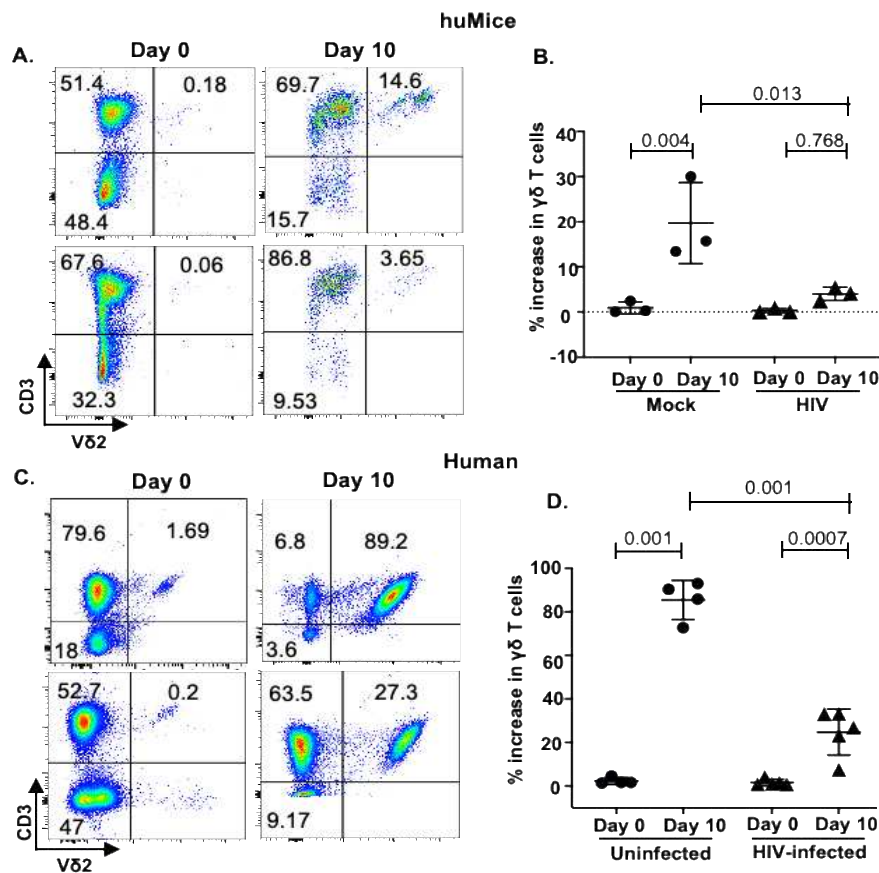 huMice
A.
Day 0
Day 10
51.4
0.18
69.7
14.6
48.4
15.7
67.6
0.06
86.8
3.65
32.3
9.53
CD3
Vδ2
B.
0.013
0.004
0.768
% increase in γδ T cells
40
30
20
10
0
-10
Day 0 Day 10 Day 0 Day 10
Mock HIV
Human
C.
Day 0
Day 10
79.6
1.69
6.8
89.2
18
3.6
52.7
0.2
63.5
27.3
47
9.17
CD3
Vδ2
D.
0.001
0.001
0.0007
% increase in γδ T cells
100
80
60
40
20
0
Day 0 Day 10 Day 0 Day 10
Uninfected HIV-infected